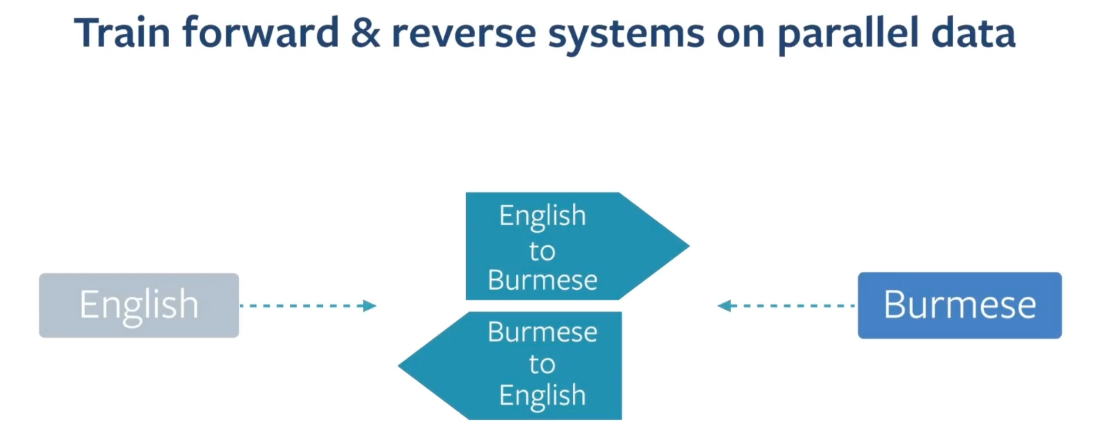 Train forward & reverse systems on parallel data
English
to
Burmese
English
Burmese
Burmese
to
English